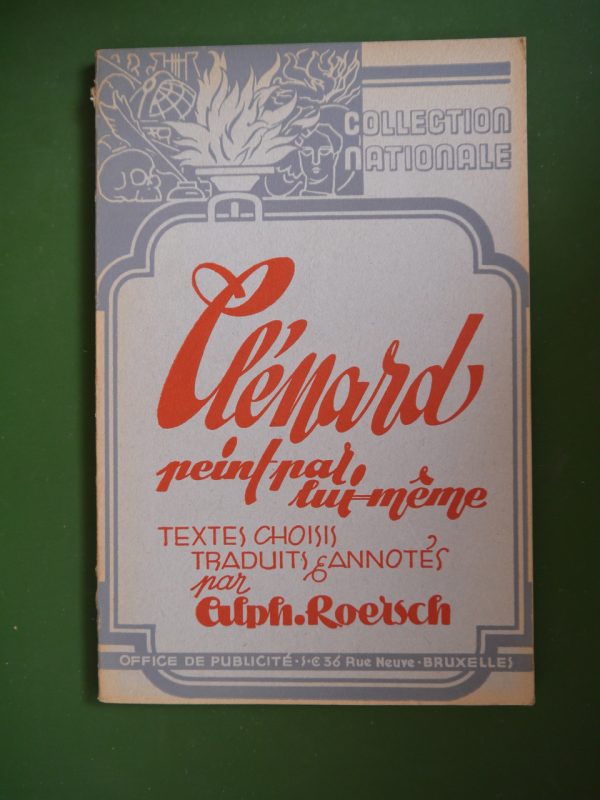 COLLECTION
NATIONALE
Clénard
peint par
lui-même
TEXTES CHOISIS
TRADUITS & ANNOTÉS
par
Alph. Roersch
OFFICE DE PUBLICITÉ · S·C 36 Rue Neuve · BRUXELLES